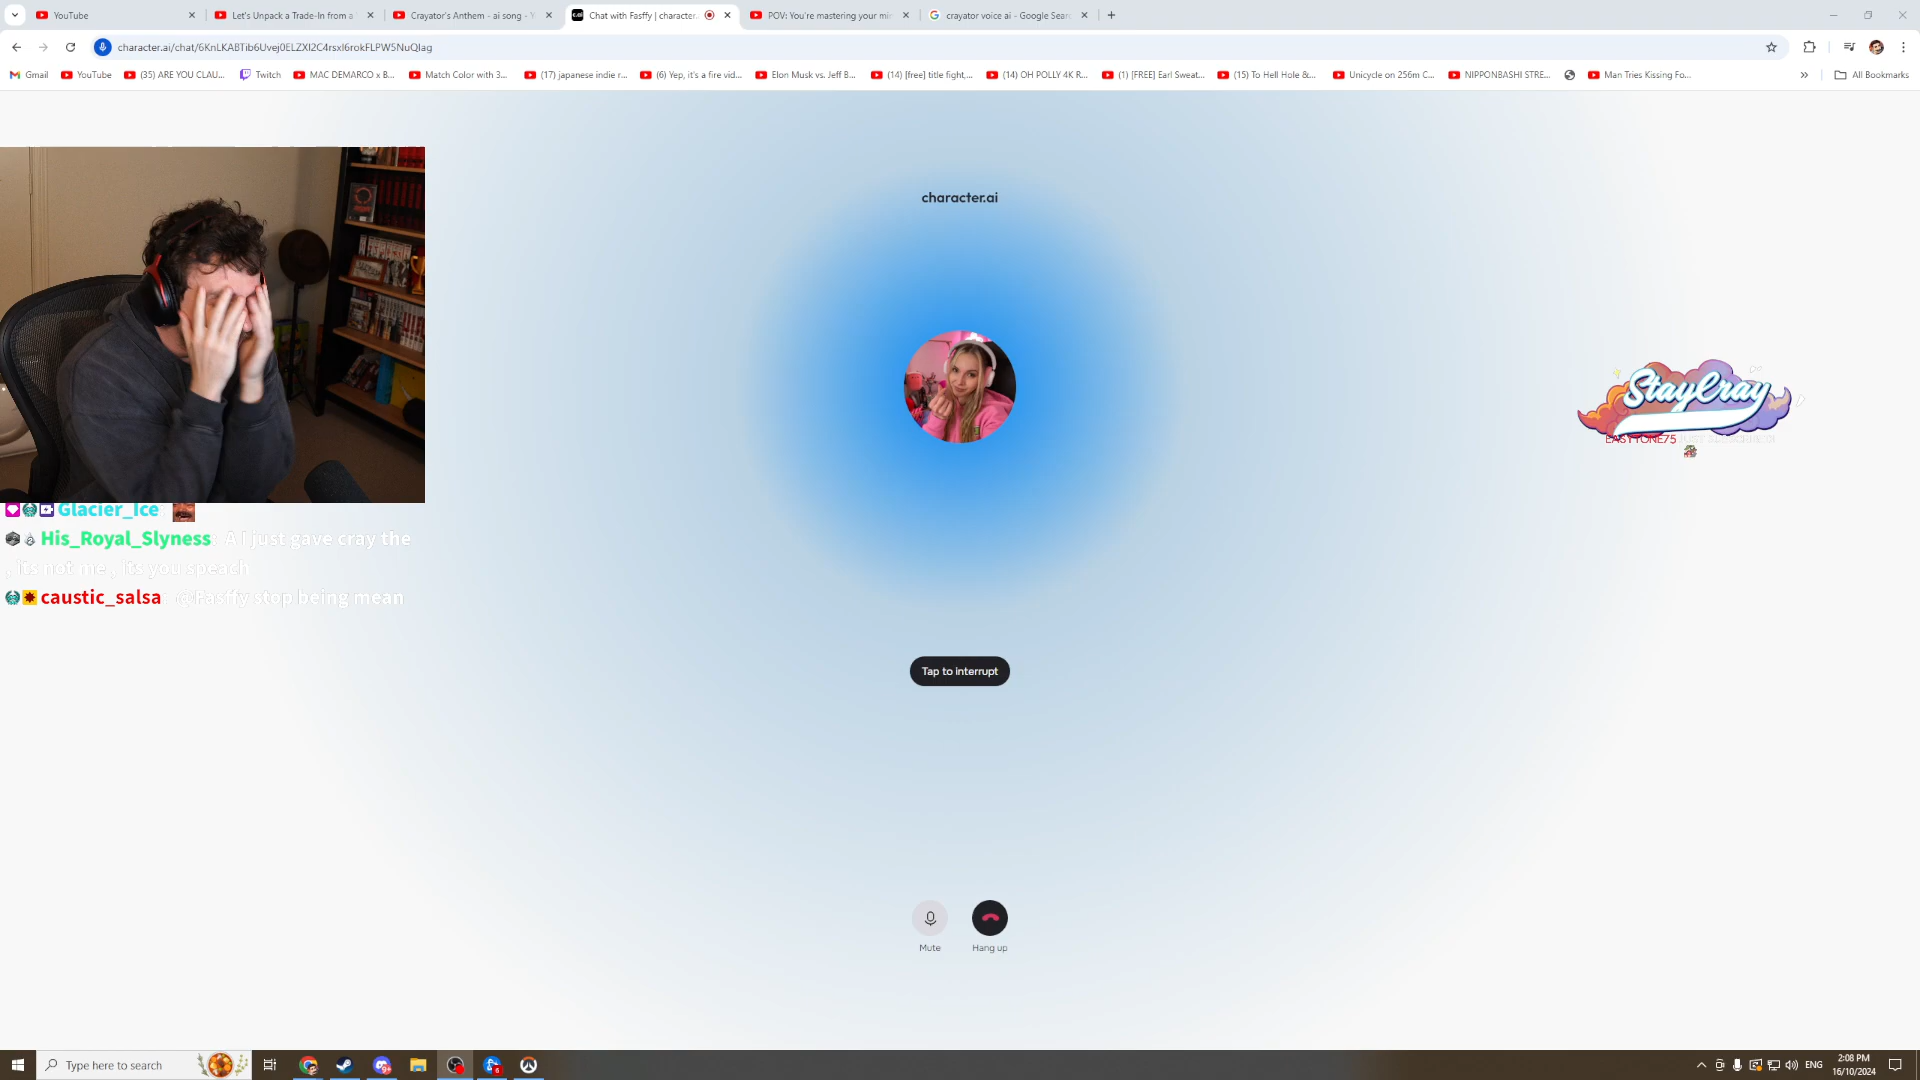 YouTube
Let's Unpack a Trade-In from a
Crayator's Anthem - ai song - Y
Chat with Fasffy | character.
POV: You're mastering your mi
crayator voice ai - Google Sear
character.ai/chat/6KnLKABTib6Uvej0ELZXI2C4rsxl6rokFLPWSNuQIag
Gmail
YouTube
(35) ARE YOU CLAU...
Twitch
MAC DEMARCO x B...
Match Color with 3...
(17) japanese indie r...
(6) Yep, it's a fire vid...
Elon Musk vs. Jeff B...
(14) [free] title fight,...
(14) OH POLLY 4K R...
(1) [FREE] Earl Sweat...
(15) To Hell Hole &...
Unicycle on 256m C...
NIPPONBASHI STRE...
Man Tries Kissing Fo...
All Bookmarks
character.ai
StayCray
EASYTONE75 JUST SUBSCRIBED!
Glacier_Ice:
His_Royal_Slyness: A I just gave cray the
, its not me , its you speach
caustic_salsa: @Fasffy stop being mean
Tap to interrupt
Mute
Hang up
Type here to search
ENG
2:08 PM
16/10/2024